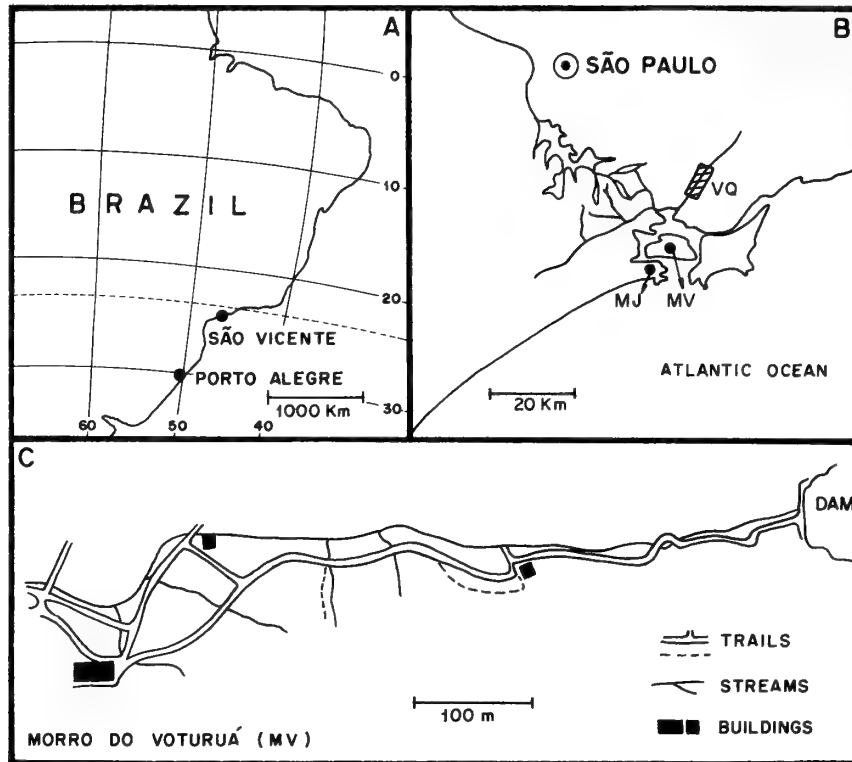 A
0
BRAZIL
10
20
SÃO VICENTE
PORTO ALEGRE
1000 Km
30
60
50
40
B
SÃO PAULO
VQ
MJ
MV
ATLANTIC OCEAN
20 Km
C
DAM
TRAILS
STREAMS
BUILDINGS
100 m
MORRO DO VOTURUÁ (MV)